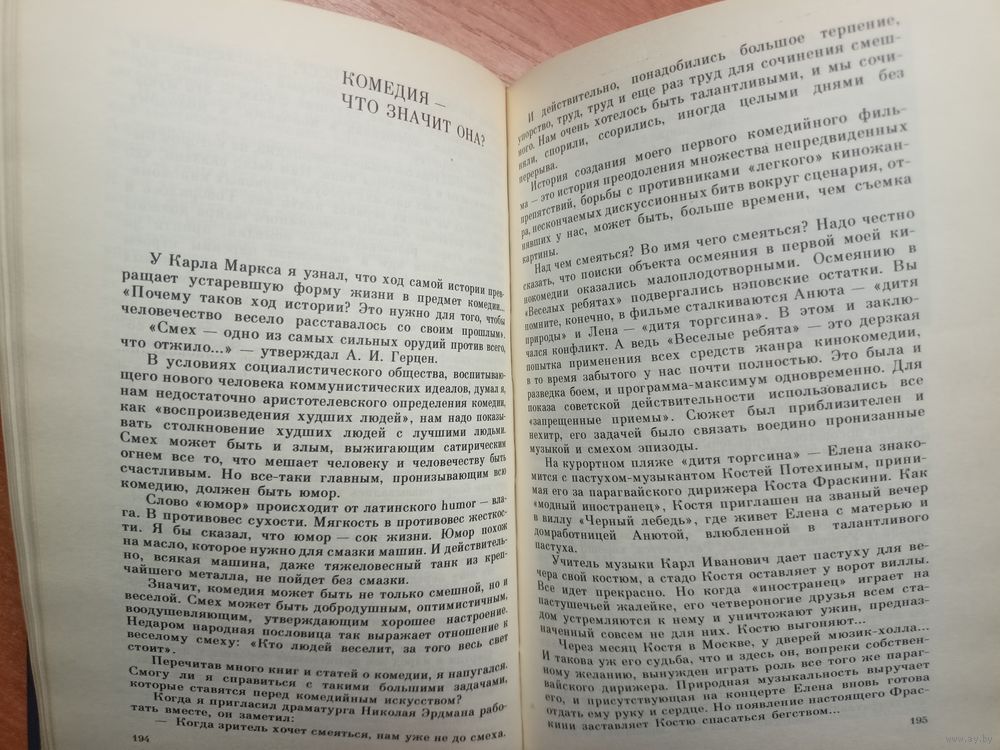 КОМЕДИЯ —
ЧТО ЗНАЧИТ ОНА?
У Карла Маркса я узнал, что ход самой истории прев-
ращает устаревшую форму жизни в предмет комедии...
«Почему таков ход истории? Это нужно для того, чтобы
человечество весело расставалось со своим прошлым».
«Смех — одно из самых сильных орудий против всего,
что отжило...» — утверждал А. И. Герцен.
В условиях социалистического общества, воспитываю-
щего нового человека коммунистических идеалов, думал я,
нам недостаточно аристотелевского определения комедии,
как «воспроизведения худших людей», нам надо показы-
вать столкновение худших людей с лучшими людьми.
Смех может быть и злым, выжигающим сатирическим
огнем все то, что мешает человеку и человечеству быть
счастливым. Но все-таки главным, пронизывающим всю
комедию, должен быть юмор.
Слово «юмор» происходит от латинского humor — вла-
га. В противовес сухости. Мягкость в противовес жесткос-
ти. Я бы сказал, что юмор — сок жизни. Юмор похож
на масло, которое нужно для смазки машин. И действитель-
но, всякая машина, даже тяжеловесный танк из креп-
чайшего металла, не пойдет без смазки.
Значит, комедия может быть не только смешной, но и
веселой. Смех может быть добродушным, оптимистичным,
воодушевляющим, утверждающим хорошее настроение.
Недаром народная пословица так выражает отношение к
веселому смеху: «Кто людей веселит, за того весь свет
стоит».
Перечитав много книг и статей о комедии, я напугался.
Смогу ли я справиться с такими большими задачами,
которые ставятся перед комедийным искусством?
Когда я пригласил драматурга Николая Эрдмана рабо-
тать вместе, он заметил:
— Когда зритель хочет смеяться, нам уже не до смеха.
194
И действительно, понадобились большое терпение,
упорство, труд, труд и еще раз труд для сочинения смеш-
ного. Нам очень хотелось быть талантливыми, и мы сочи-
няли, спорили, ссорились, иногда целыми днями без
перерыва.
История создания моего первого комедийного филь-
ма — это история преодоления множества непредвиденных
препятствий, борьбы с противниками «легкого» киножан-
ра, нескончаемых дискуссионных битв вокруг сценария, от-
нявших у нас, может быть, больше времени, чем съемка
картины.
Над чем смеяться? Во имя чего смеяться? Надо честно
сказать, что поиски объекта осмеяния в первой моей ки-
нокомедии оказались малоплодотворными. Осмеянию в
«Веселых ребятах» подвергались нэповские остатки. Вы
помните, конечно, в фильме сталкиваются Анюта — «дитя
природы» и Лена — «дитя торгсина». В этом и заклю-
чался конфликт. А ведь «Веселые ребята» — это дерзкая
попытка применения всех средств жанра кинокомедии,
в то время забытого у нас почти полностью. Это была и
разведка боем, и программа-максимум одновременно. Для
показа советской действительности использовались все
«запрещенные приемы». Сюжет был приблизителен и
нехитр, его задачей было связать воедино пронизанные
музыкой и смехом эпизоды.
На курортном пляже «дитя торгсина» — Елена знако-
мится с пастухом-музыкантом Костей Потехиным, прини-
мая его за парагвайского дирижера Коста Фраскини. Как
«модный иностранец», Костя приглашен на званый вечер
в виллу «Черный лебедь», где живет Елена с матерью и
домработницей Анютой, влюбленной в талантливого
пастуха.
Учитель музыки Карл Иванович дает пастуху для ве-
чера свой костюм, а стадо Костя оставляет у ворот виллы.
Все идет прекрасно. Но когда «иностранец» играет на
пастушечьей жалейке, его четвероногие друзья всем ста-
дом устремляются к нему и уничтожают ужин, предназ-
наченный совсем не для них. Костю выгоняют...
Через месяц Костя в Москве, у дверей мюзик-холла...
И такова уж его судьба, что и здесь он, вопреки собствен-
ному желанию, вынужден играть роль все того же параг-
вайского дирижера. Природная музыкальность выручает
его, и присутствующая на концерте Елена вновь готова
отдать ему руку и сердце. Но появление настоящего Фрас-
кини заставляет Костю спасаться бегством...
195
www.ay.by